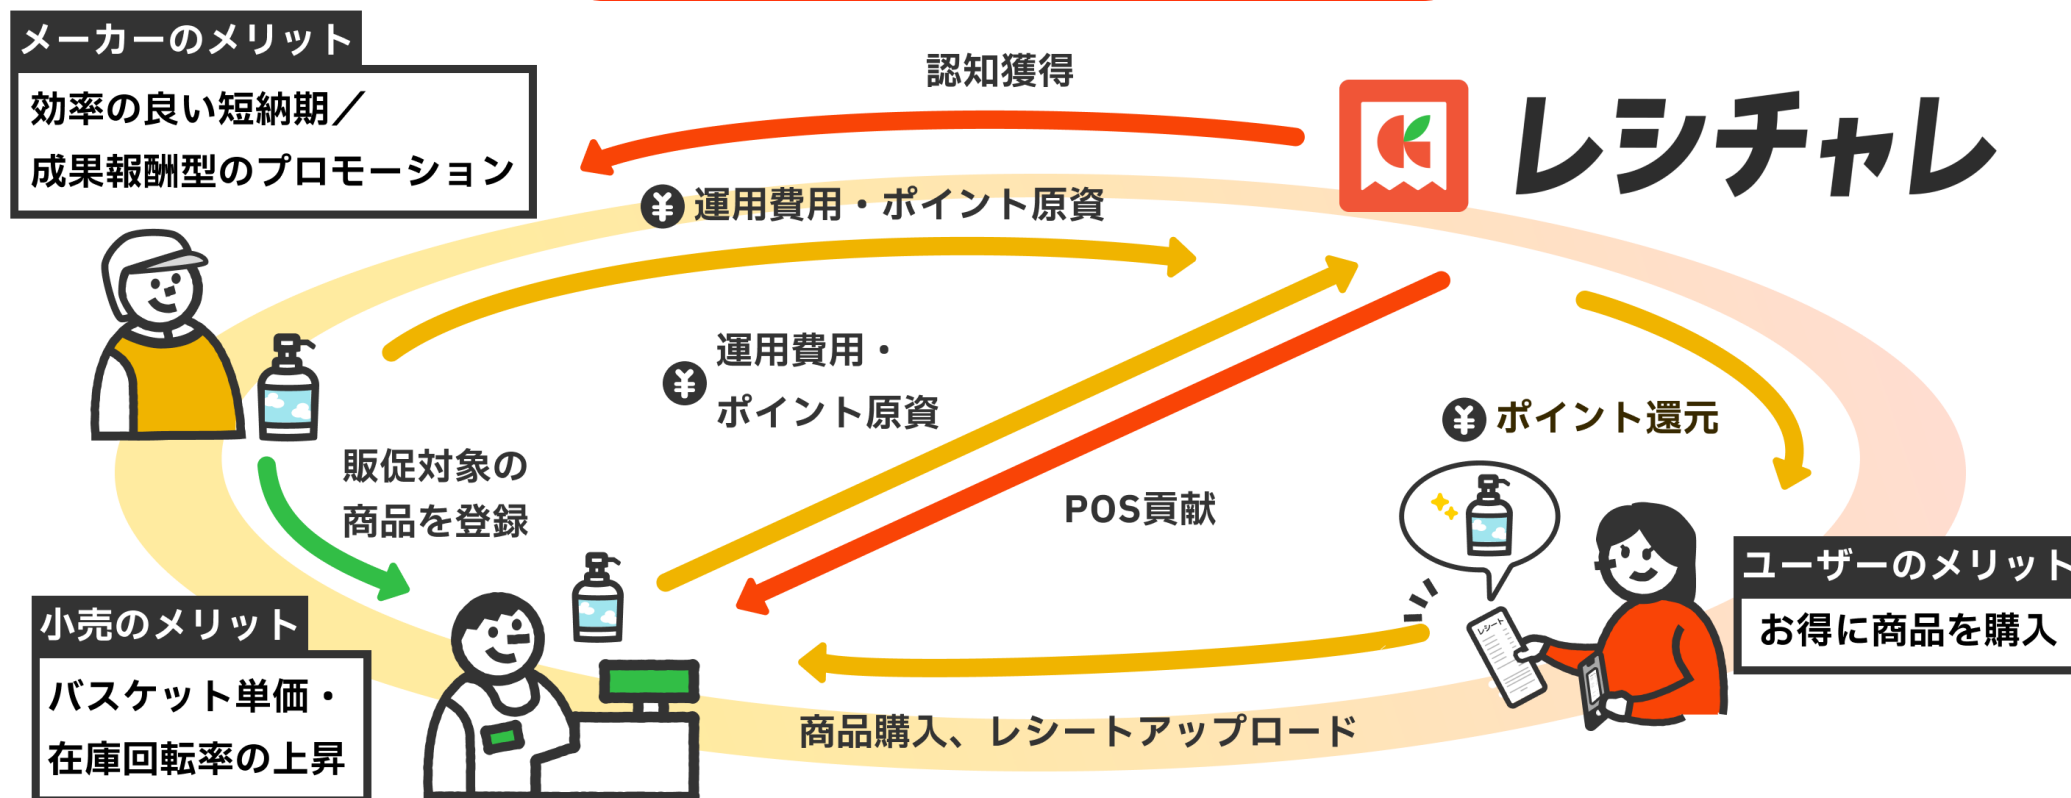 メーカーのメリット
効率の良い短納期／
成果報酬型のプロモーション
認知獲得
レシチャレ
¥ 運用費用・ポイント原資
¥ 運用費用・
ポイント原資
¥ ポイント還元
販促対象の
商品を登録
POS貢献
レシート
ユーザーのメリット
お得に商品を購入
小売のメリット
バスケット単価・
在庫回転率の上昇
商品購入、レシートアップロード